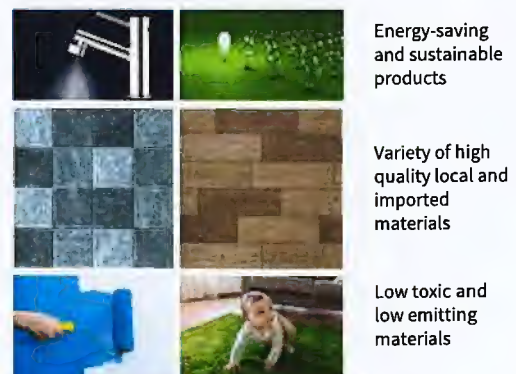 Energy-saving
and sustainable
products
Variety of high
quality local and
imported
materials
Low toxic and
low emitting
materials